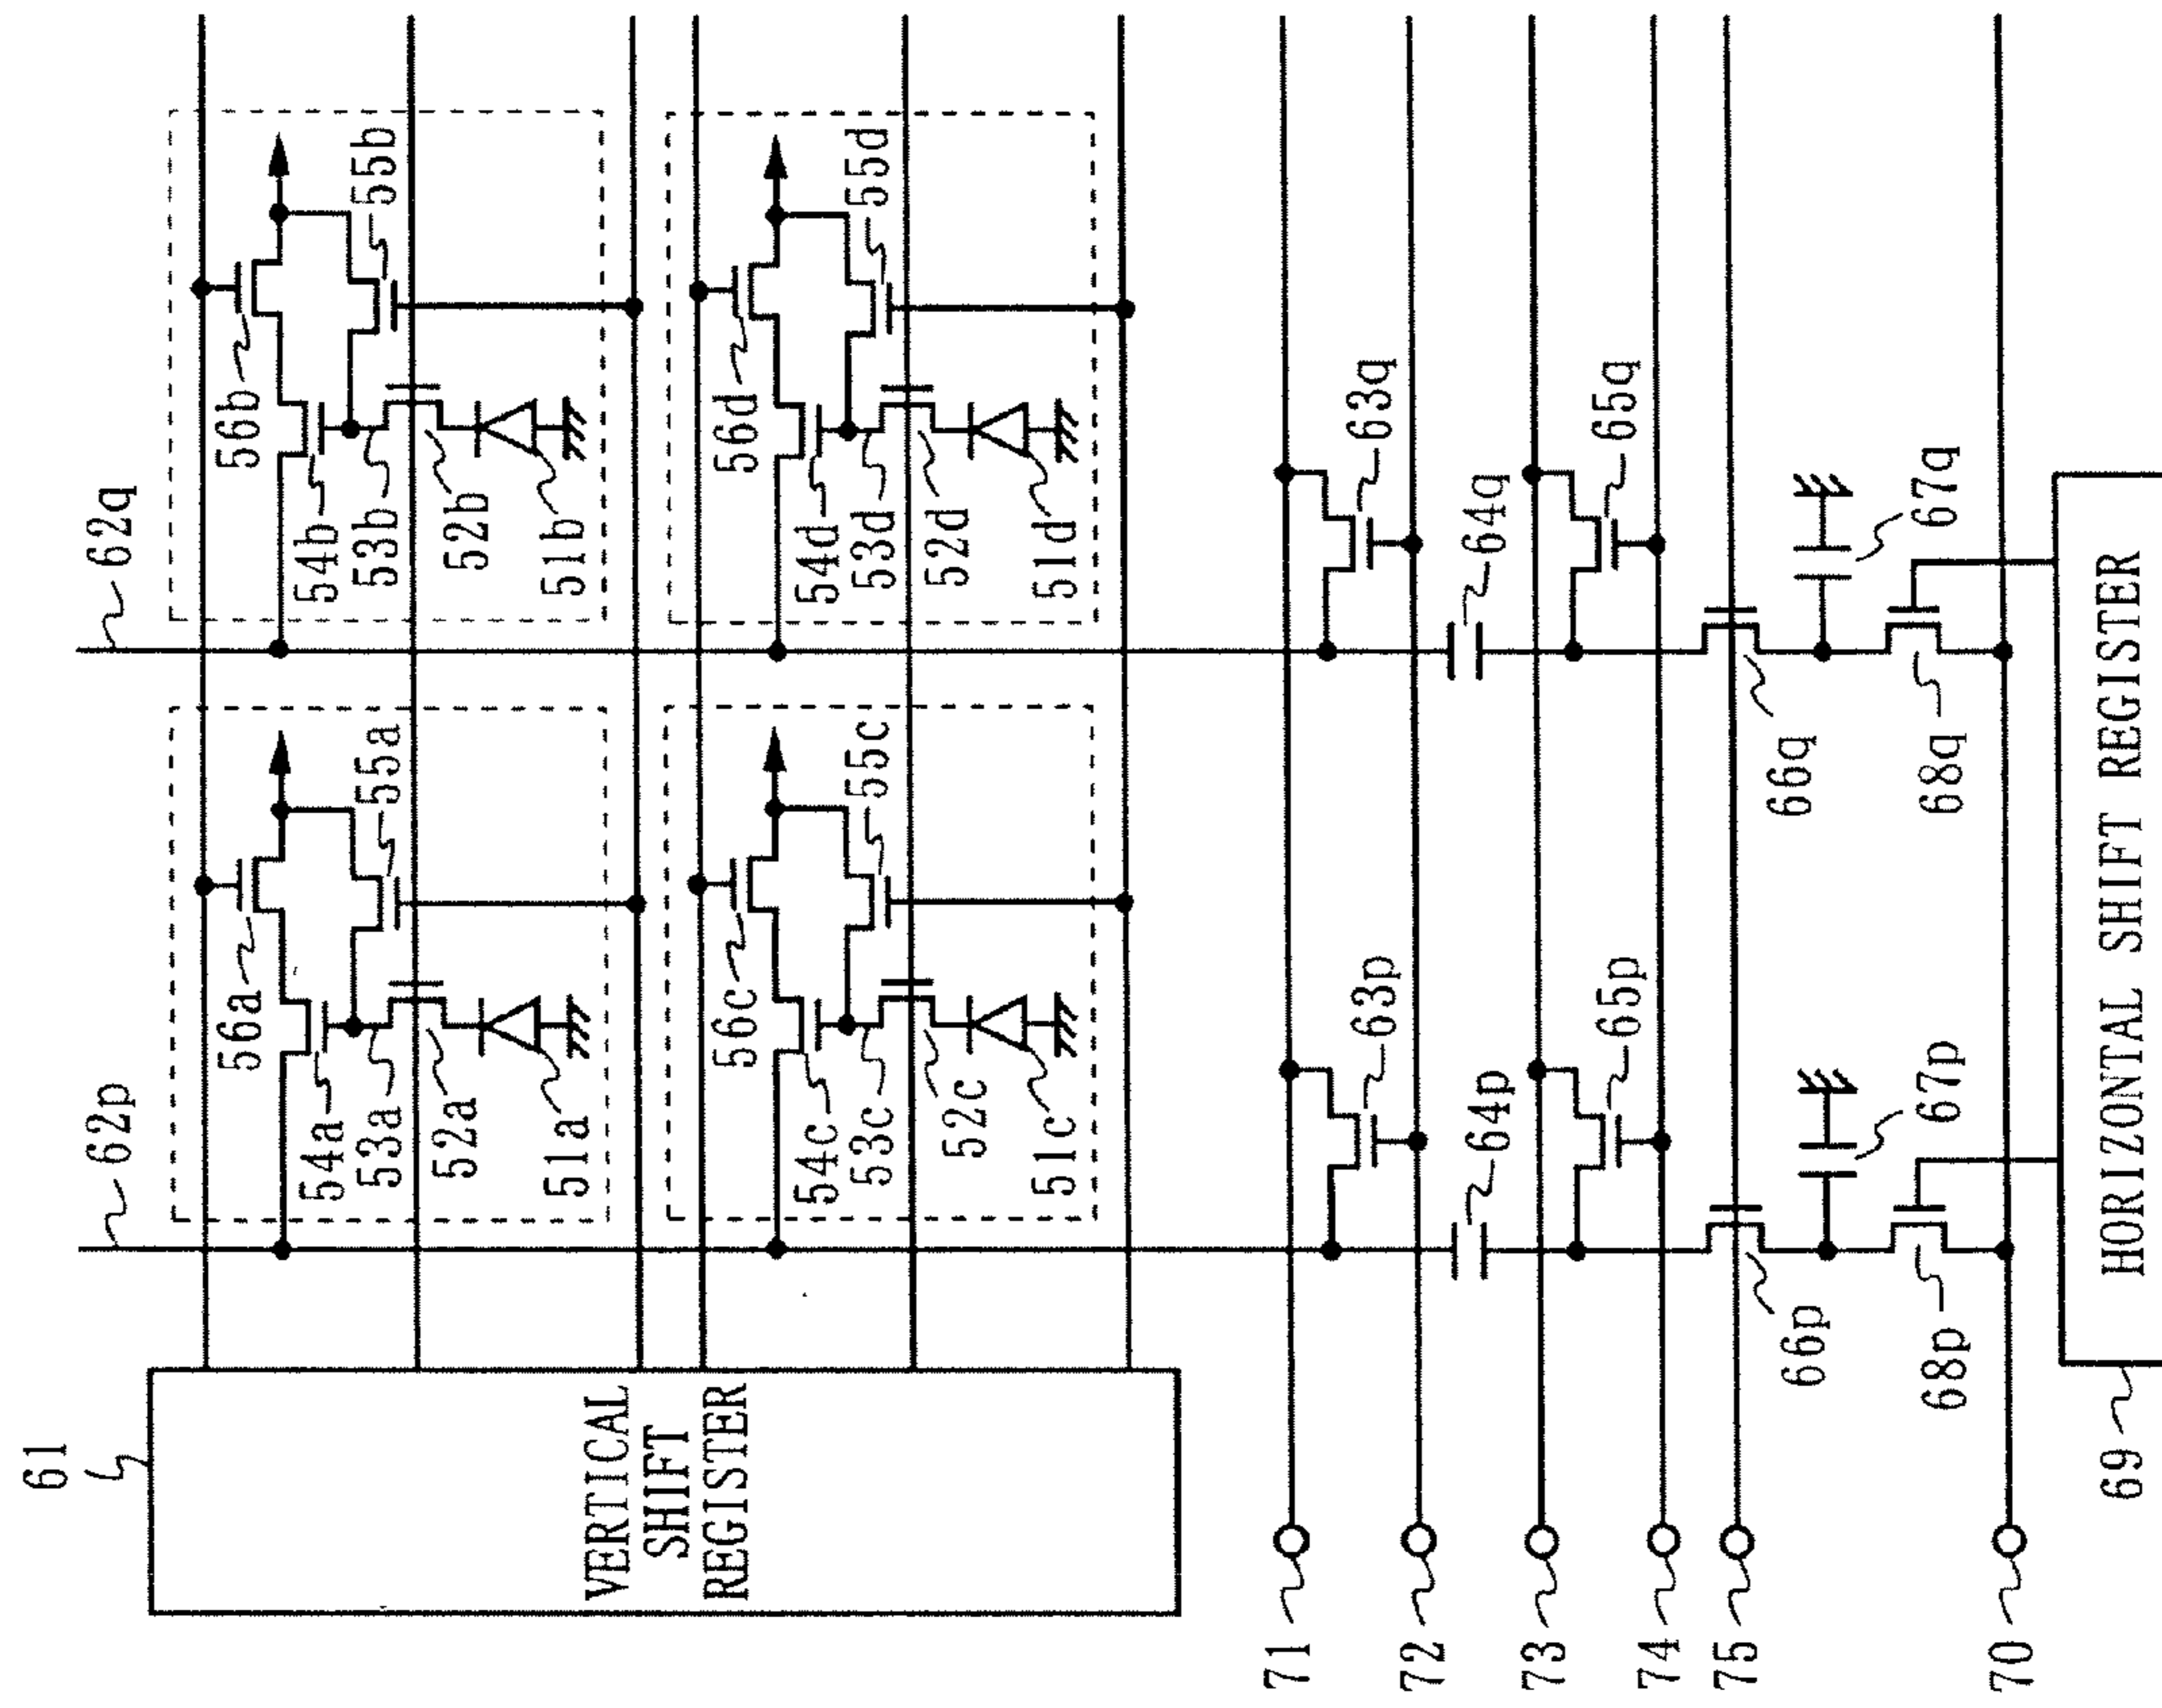 61
62p
62q
56a
54a
53a
52a
51a
55a
56b
54b
53b
52b
51b
55b
56c
54c
53c
52c
51c
55c
56d
54d
53d
52d
51d
55d
VERTICAL
SHIFT
REGISTER
71
63p
63q
72
64p
64q
73
65p
65q
74
75
66p
66q
67p
67q
68p
68q
70
69
HORIZONTAL SHIFT REGISTER